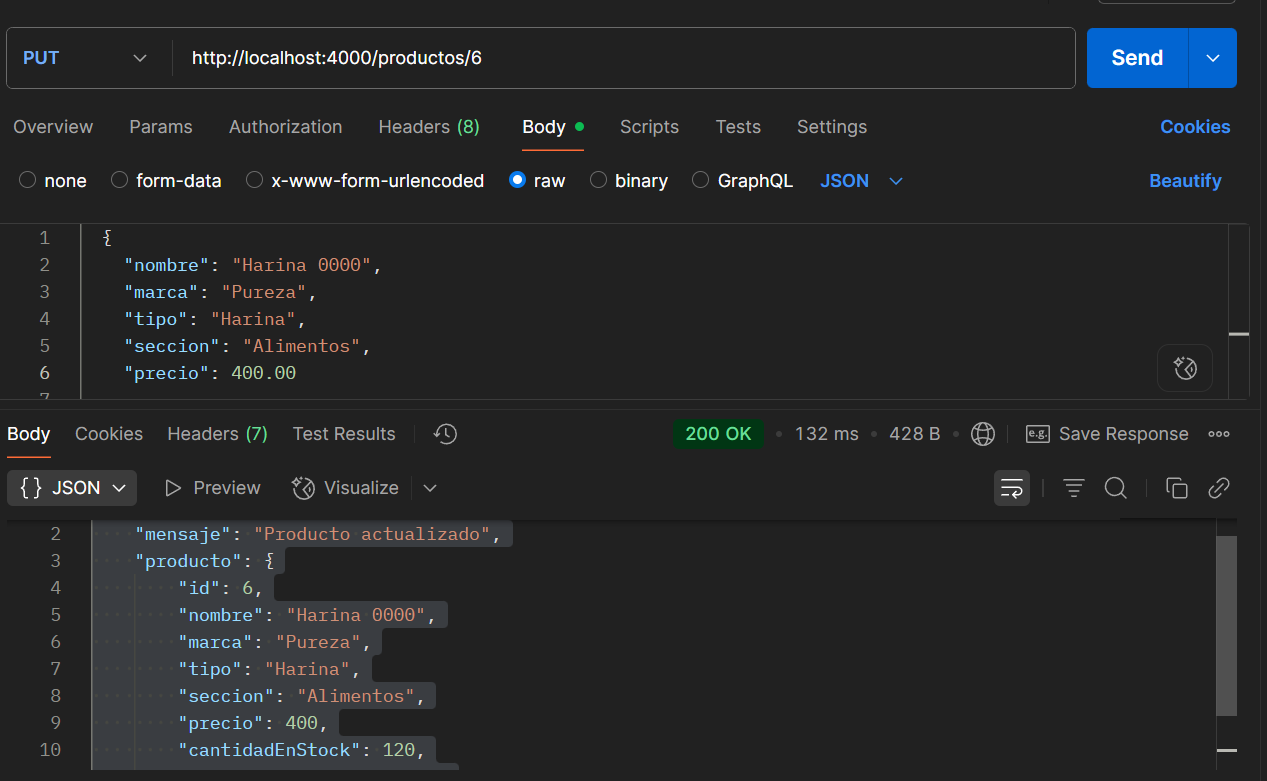 PUT http://localhost:4000/productos/6 Send
Overview Params Authorization Headers (8) Body Scripts Tests Settings Cookies
none form-data x-www-form-urlencoded raw binary GraphQL JSON Beautify
1 {
2 "nombre": "Harina 0000",
3 "marca": "Pureza",
4 "tipo": "Harina",
5 "seccion": "Alimentos",
6 "precio": 400.00
7
Body Cookies Headers (7) Test Results 200 OK • 132 ms • 428 B • e.g. Save Response
{} JSON Preview Visualize
2 "mensaje": "Producto actualizado",
3 "producto": {
4 "id": 6,
5 "nombre": "Harina 0000",
6 "marca": "Pureza",
7 "tipo": "Harina",
8 "seccion": "Alimentos",
9 "precio": 400,
10 "cantidadEnStock": 120,